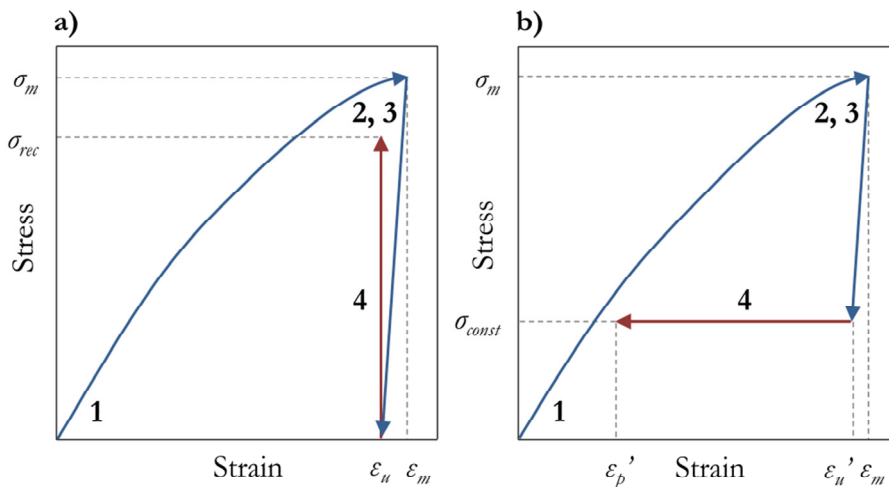 a)
σm
2, 3
σrec
Stress
4
1
Strain
εu
εm
b)
σm
2, 3
Stress
4
σconst
1
εp’
Strain
εu’
εm